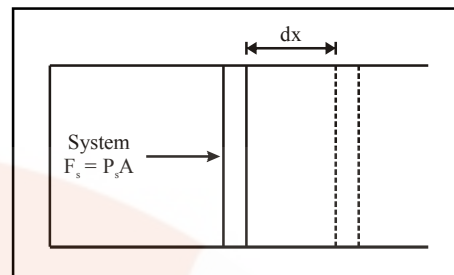 dx
System
Fₛ = PₛA